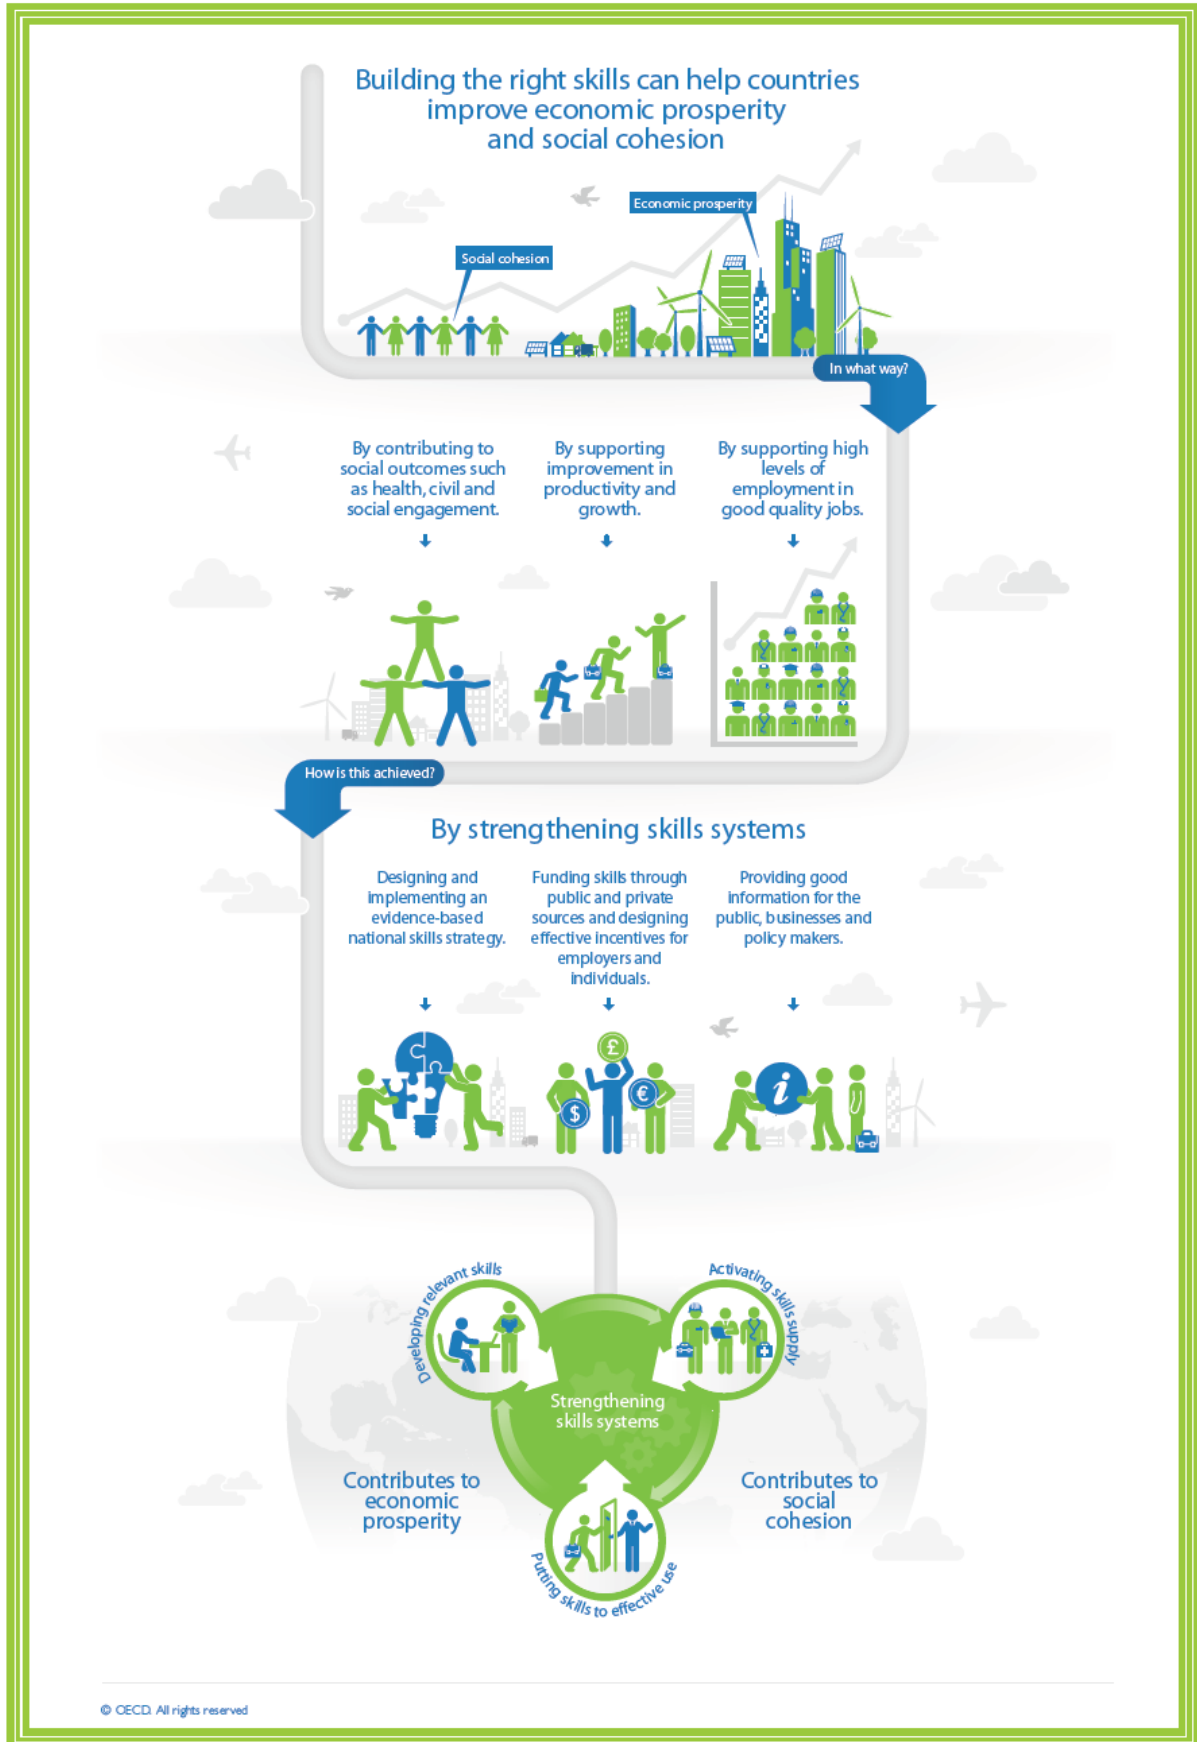 Building the right skills can help countries
improve economic prosperity
and social cohesion
Economic prosperity
Social cohesion
In what way?
By contributing to
social outcomes such
as health, civil and
social engagement.
By supporting
improvement in
productivity and
growth.
By supporting high
levels of
employment in
good quality jobs.
How is this achieved?
By strengthening skills systems
Designing and
implementing an
evidence-based
national skills strategy.
Funding skills through
public and private
sources and designing
effective incentives for
employers and
individuals.
Providing good
information for the
public, businesses and
policy makers.
£
$
€
i
Developing relevant skills
Activating skills supply
Strengthening
skills systems
Contributes to
economic
prosperity
Contributes to
social
cohesion
Putting skills to effective use
© OECD. All rights reserved